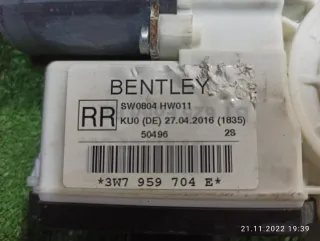 BENTLEY
RR
SW0804 HW011
KU0 (DE) 27.04.2016 (1835)
50496 2S
*3W7 959 704 E*
21.11.2022 19:39